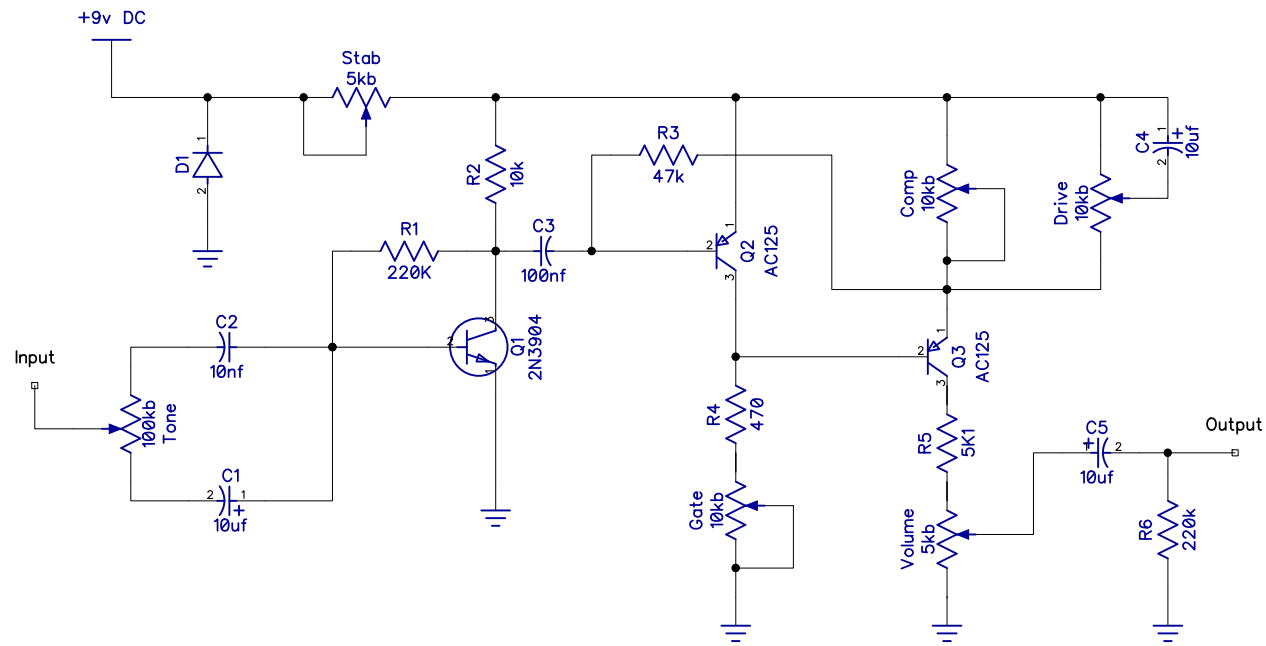 +9v DC
Stab
5kb
D1
1
2
R2
10k
R3
47k
R1
220K
C3
100nf
1
2
3
Q2
AC125
Comp
10kb
Drive
10kb
C4
1
+
2
10uf
Input
C2
10nf
100kb
Tone
C1
2
1
+
10uf
3
2
1
Q1
2N3904
R4
470
Gate
10kb
1
2
3
Q3
AC125
R5
5K1
Volume
5kb
C5
+
1
2
10uf
Output
R6
220k